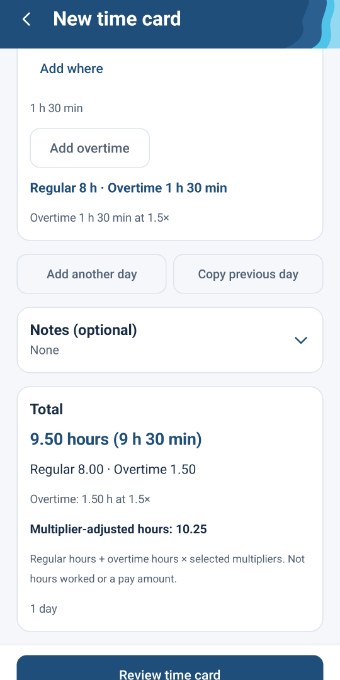 New time card
Add where
1 h 30 min
Add overtime
Regular 8 h · Overtime 1 h 30 min
Overtime 1 h 30 min at 1.5×
Add another day
Copy previous day
Notes (optional)
None
Total
9.50 hours (9 h 30 min)
Regular 8.00 · Overtime 1.50
Overtime: 1.50 h at 1.5×
Multiplier-adjusted hours: 10.25
Regular hours + overtime hours × selected multipliers. Not
hours worked or a pay amount.
1 day
Review time card